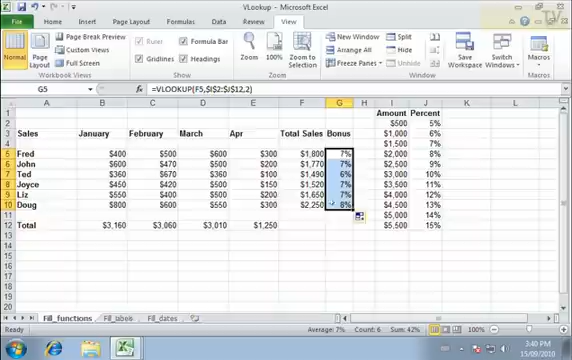 VLookup - Microsoft Excel
File Home Insert Page Layout Formulas Data Review View
Normal
Page Break Preview
Custom Views
Full Screen
Ruler Formula Bar
Gridlines Headings
Zoom 100% Zoom to Selection
New Window
Arrange All
Freeze Panes
Split
Hide
Save Workspace
Switch Windows
Macros
Workbook Views Show Zoom Window Macros
G5 =VLOOKUP(F5,$I$2:$J$12,2)
A B C D E F G H I J K L
1 Amount Percent
2 $500 5%
3 Sales January February March Apr Total Sales Bonus $1,000 6%
4 $1,500 7%
5 Fred $400 $500 $600 $300 $1,800 7% $2,000 8%
6 John $600 $500 $470 $200 $1,770 7% $2,500 9%
7 Ted $360 $670 $360 $100 $1,490 6% $3,000 10%
8 Joyce $450 $420 $500 $150 $1,520 7% $3,500 11%
9 Liz $550 $400 $500 $200 $1,650 7% $4,000 12%
10 Doug $800 $600 $550 $300 $2,250 8% $4,500 13%
11 $5,000 14%
12 Total $3,160 $3,060 $3,010 $1,250 $5,500 15%
13
14
15
16
17
18
19
20
Fill_functions Fill_labels Fill_dates
Ready Average: 7% Count: 6 Sum: 42% 100%
3:40 PM
15/09/2010